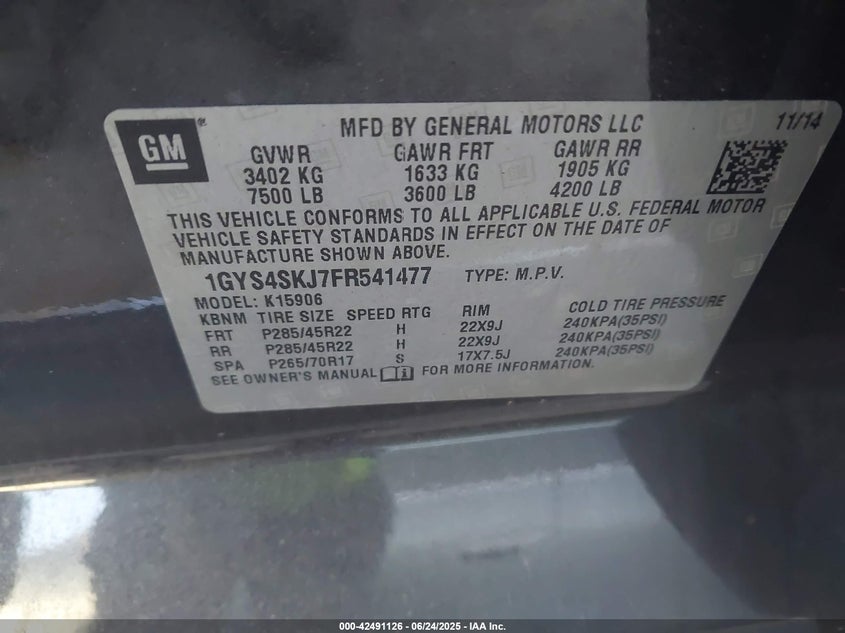 GM ®
MFD BY GENERAL MOTORS LLC 11/14
GVWR GAWR FRT GAWR RR
3402 KG 1633 KG 1905 KG
7500 LB 3600 LB 4200 LB
THIS VEHICLE CONFORMS TO ALL APPLICABLE U.S. FEDERAL MOTOR
VEHICLE SAFETY STANDARDS IN EFFECT ON THE DATE OF
MANUFACTURE SHOWN ABOVE.
1GYS4SKJ7FR541477 TYPE: M.P.V.
MODEL: K15906
KBNM TIRE SIZE SPEED RTG RIM COLD TIRE PRESSURE
FRT P285/45R22 H 22X9J 240KPA(35PSI)
RR P285/45R22 H 22X9J 240KPA(35PSI)
SPA P265/70R17 S 17X7.5J 240KPA(35PSI)
SEE OWNER'S MANUAL FOR MORE INFORMATION.
000-42491126 - 06/24/2025 - IAA Inc.